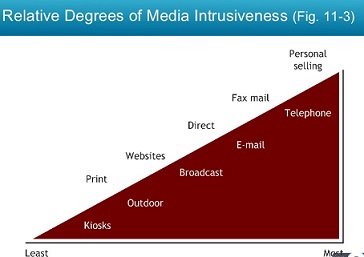 Relative Degrees of Media Intrusiveness (Fig. 11-3)
Personal
selling
Fax mail
Telephone
Direct
E-mail
Websites
Broadcast
Print
Outdoor
Kiosks
Least
Most